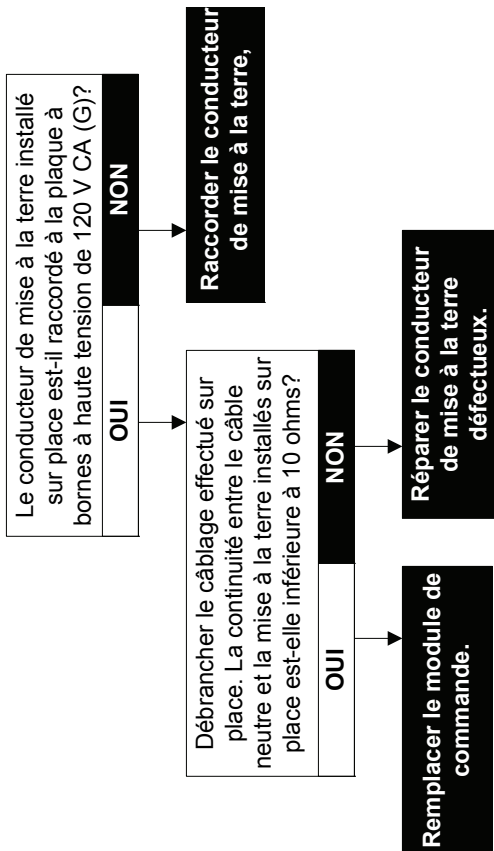 Le conducteur de mise à la terre installé
sur place est-il raccordé à la plaque à
bornes à haute tension de 120 V CA (G)?
OUI
NON
Raccorder le conducteur
de mise à la terre,
Débrancher le câblage effectué sur
place. La continuité entre le câble
neutre et la mise à la terre installés sur
place est-elle inférieure à 10 ohms?
OUI
NON
Remplacer le module de
commande.
Réparer le conducteur
de mise à la terre
défectueux.